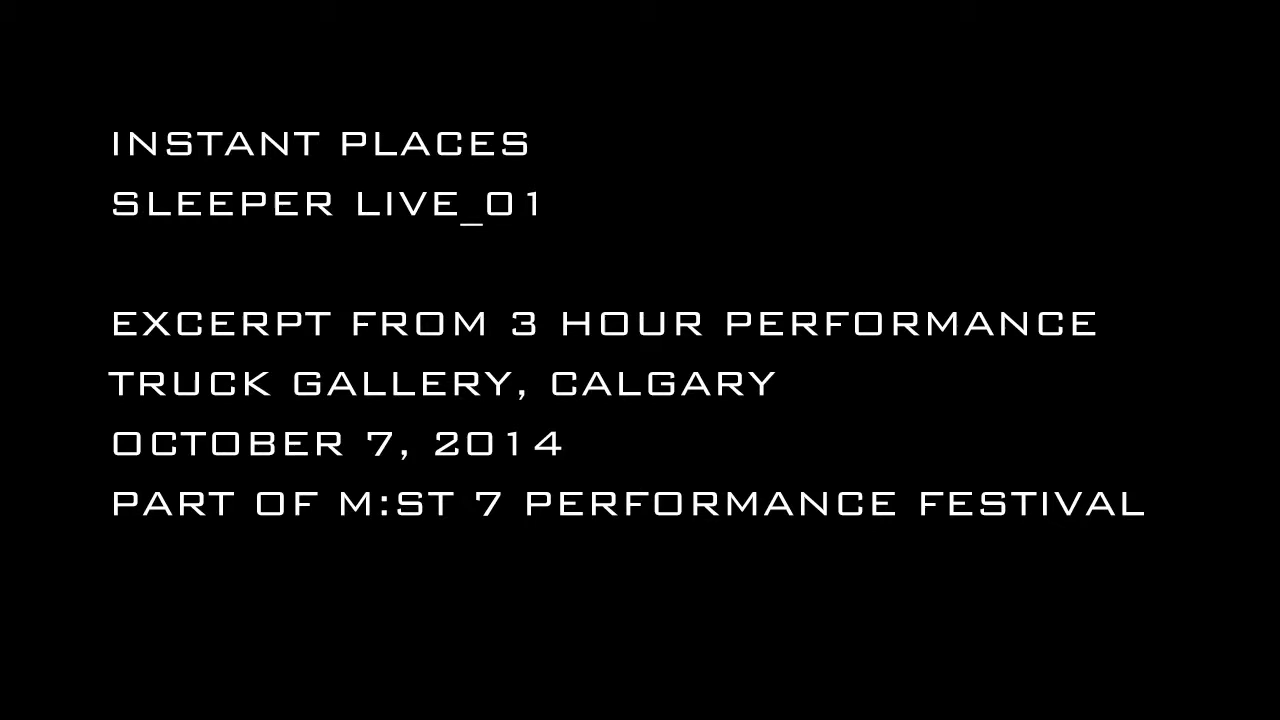 INSTANT PLACES
SLEEPER LIVE_01
EXCERPT FROM 3 HOUR PERFORMANCE
TRUCK GALLERY, CALGARY
OCTOBER 7, 2014
PART OF M:ST 7 PERFORMANCE FESTIVAL